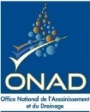 ONAD
Office National de l'Assainissement
et du Drainage